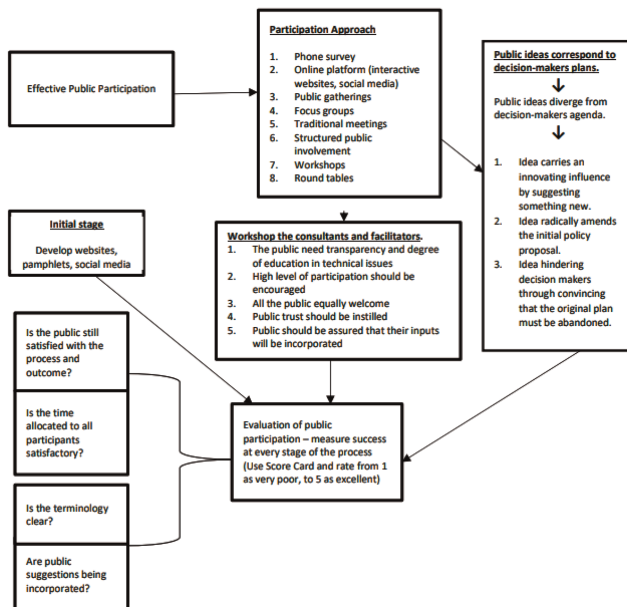 Effective Public Participation
Participation Approach
1. Phone survey
2. Online platform (interactive
websites, social media)
3. Public gatherings
4. Focus groups
5. Traditional meetings
6. Structured public
involvement
7. Workshops
8. Round tables
Public ideas correspond to
decision-makers plans.
Public ideas diverge from
decision-makers agenda.
1. Idea carries an
innovating influence
by suggesting
something new.
2. Idea radically amends
the initial policy
proposal.
3. Idea hindering
decision makers
through convincing
that the original plan
must be abandoned.
Initial stage
Develop websites,
pamphlets, social media
Workshop the consultants and facilitators.
1. The public need transparency and degree
of education in technical issues
2. High level of participation should be
encouraged
3. All the public equally welcome
4. Public trust should be instilled
5. Public should be assured that their inputs
will be incorporated
Is the public still
satisfied with the
process and
outcome?
Is the time
allocated to all
participants
satisfactory?
Is the terminology
clear?
Are public
suggestions being
incorporated?
Evaluation of public
participation – measure success
at every stage of the process
(Use Score Card and rate from 1
as very poor, to 5 as excellent)